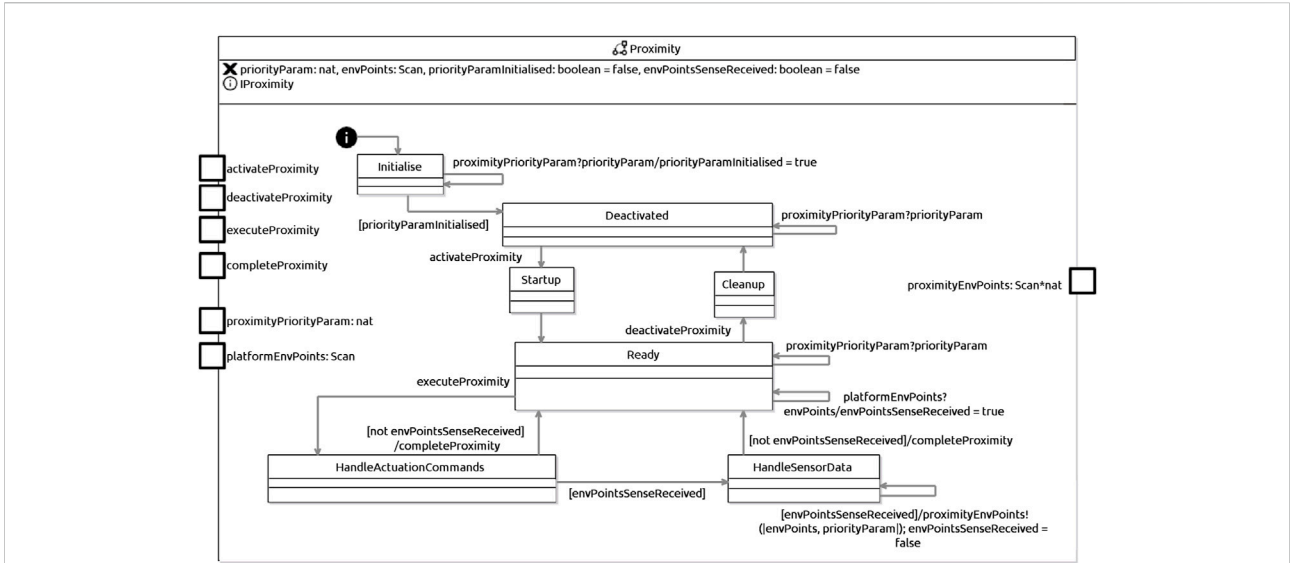 Proximity
priorityParam: nat, envPoints: Scan, priorityParamInitialised: boolean = false, envPointsSenseReceived: boolean = false
i IProximity
i
Initialise
proximityPriorityParam?priorityParam/priorityParamInitialised = true
activateProximity
deactivateProximity
executeProximity
completeProximity
proximityPriorityParam: nat
platformEnvPoints: Scan
[priorityParamInitialised]
Deactivated
proximityPriorityParam?priorityParam
activateProximity
Startup
Cleanup
proximityEnvPoints: Scan*nat
deactivateProximity
Ready
proximityPriorityParam?priorityParam
executeProximity
platformEnvPoints?
envPoints/envPointsSenseReceived = true
[not envPointsSenseReceived]
/completeProximity
[not envPointsSenseReceived]/completeProximity
HandleActuationCommands
HandleSensorData
[envPointsSenseReceived]
[envPointsSenseReceived]/proximityEnvPoints!
(|envPoints, priorityParam|); envPointsSenseReceived =
false